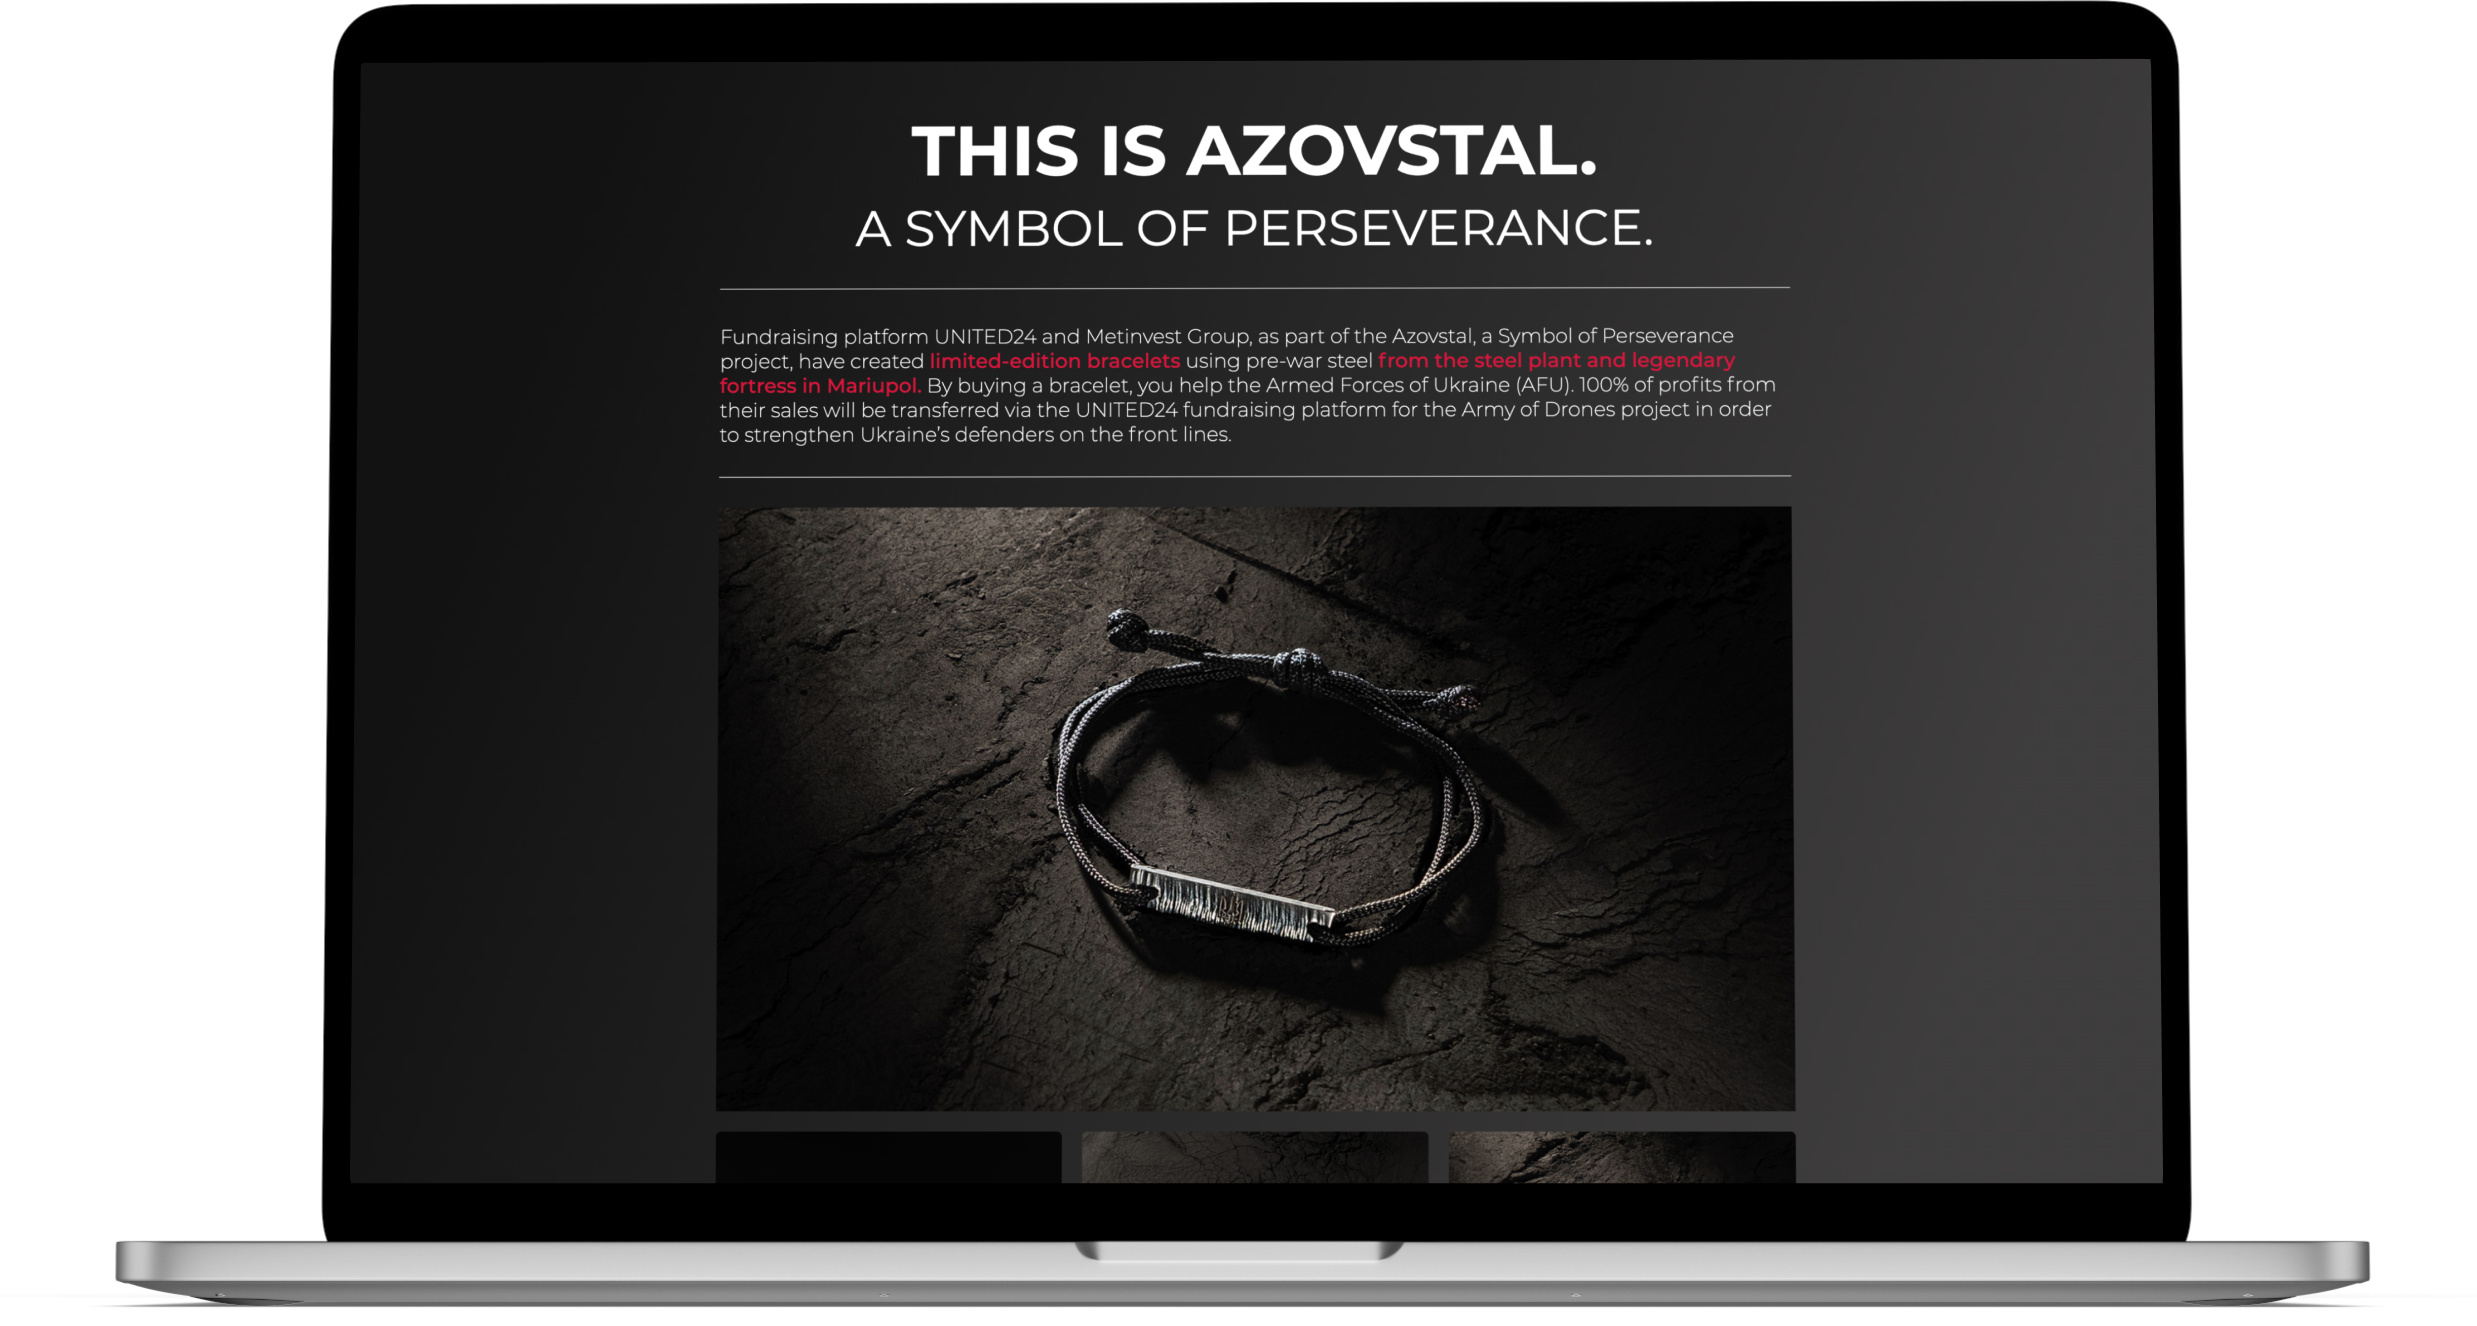 THIS IS AZOVSTAL.
A SYMBOL OF PERSEVERANCE.
Fundraising platform UNITED24 and Metinvest Group, as part of the Azovstal, a Symbol of Perseverance
project, have created limited-edition bracelets using pre-war steel from the steel plant and legendary
fortress in Mariupol. By buying a bracelet, you help the Armed Forces of Ukraine (AFU). 100% of profits from
their sales will be transferred via the UNITED24 fundraising platform for the Army of Drones project in order
to strengthen Ukraine’s defenders on the front lines.